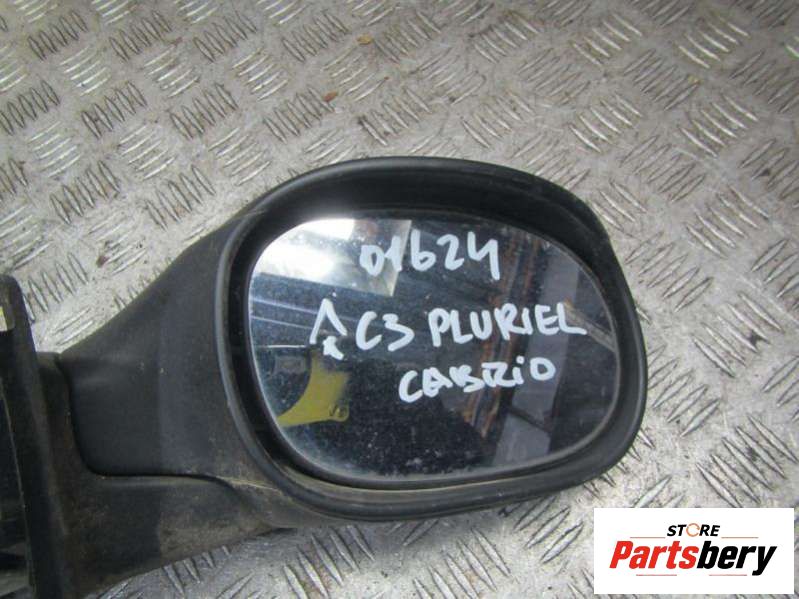 01624
C3 PLURIEL
CABRIO
STORE
Partsbery